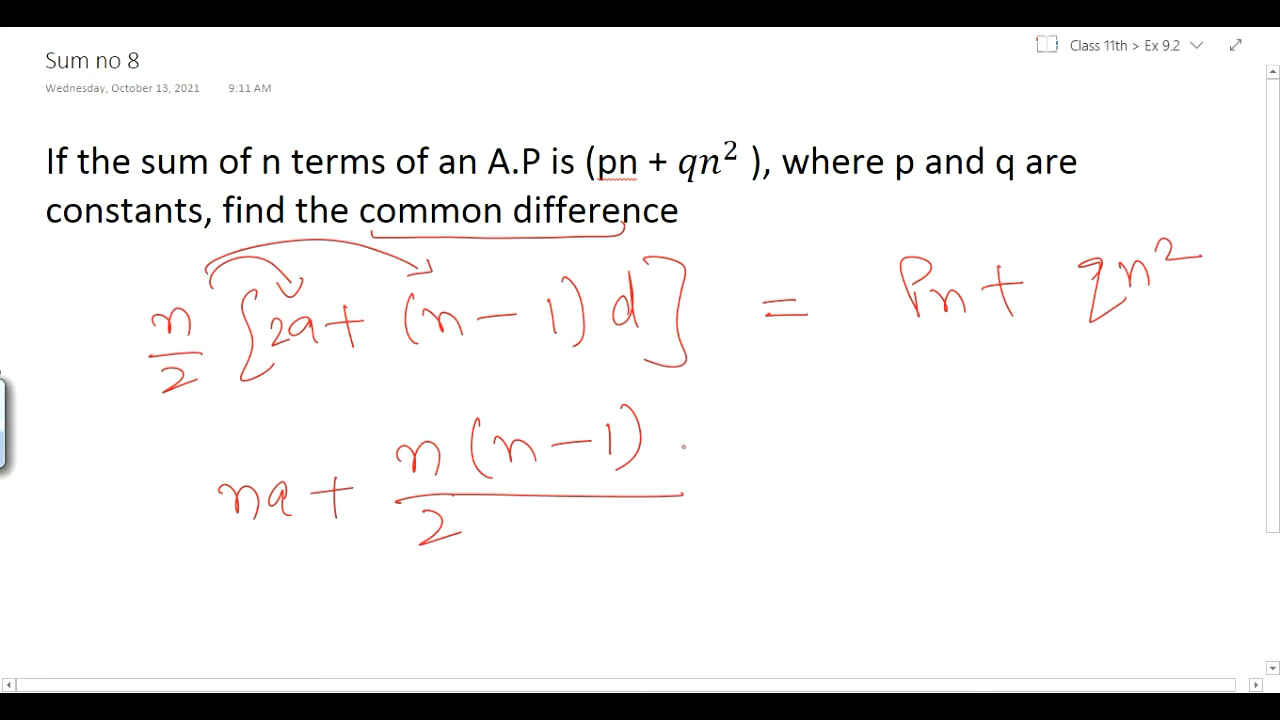 Sum no 8
Class 11th > Ex 9.2
Wednesday, October 13, 2021 9:11 AM
If the sum of n terms of an A.P is (pn + qn² ), where p and q are
constants, find the common difference
n/2 [2a + (n - 1) d] = Pn + qn²
na + n(n - 1)/2